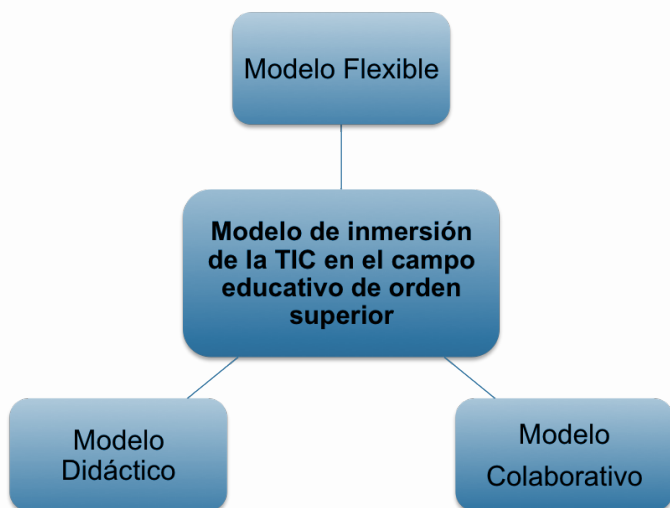 Modelo Flexible
Modelo de inmersión
de la TIC en el campo
educativo de orden
superior
Modelo
Didáctico
Modelo
Colaborativo